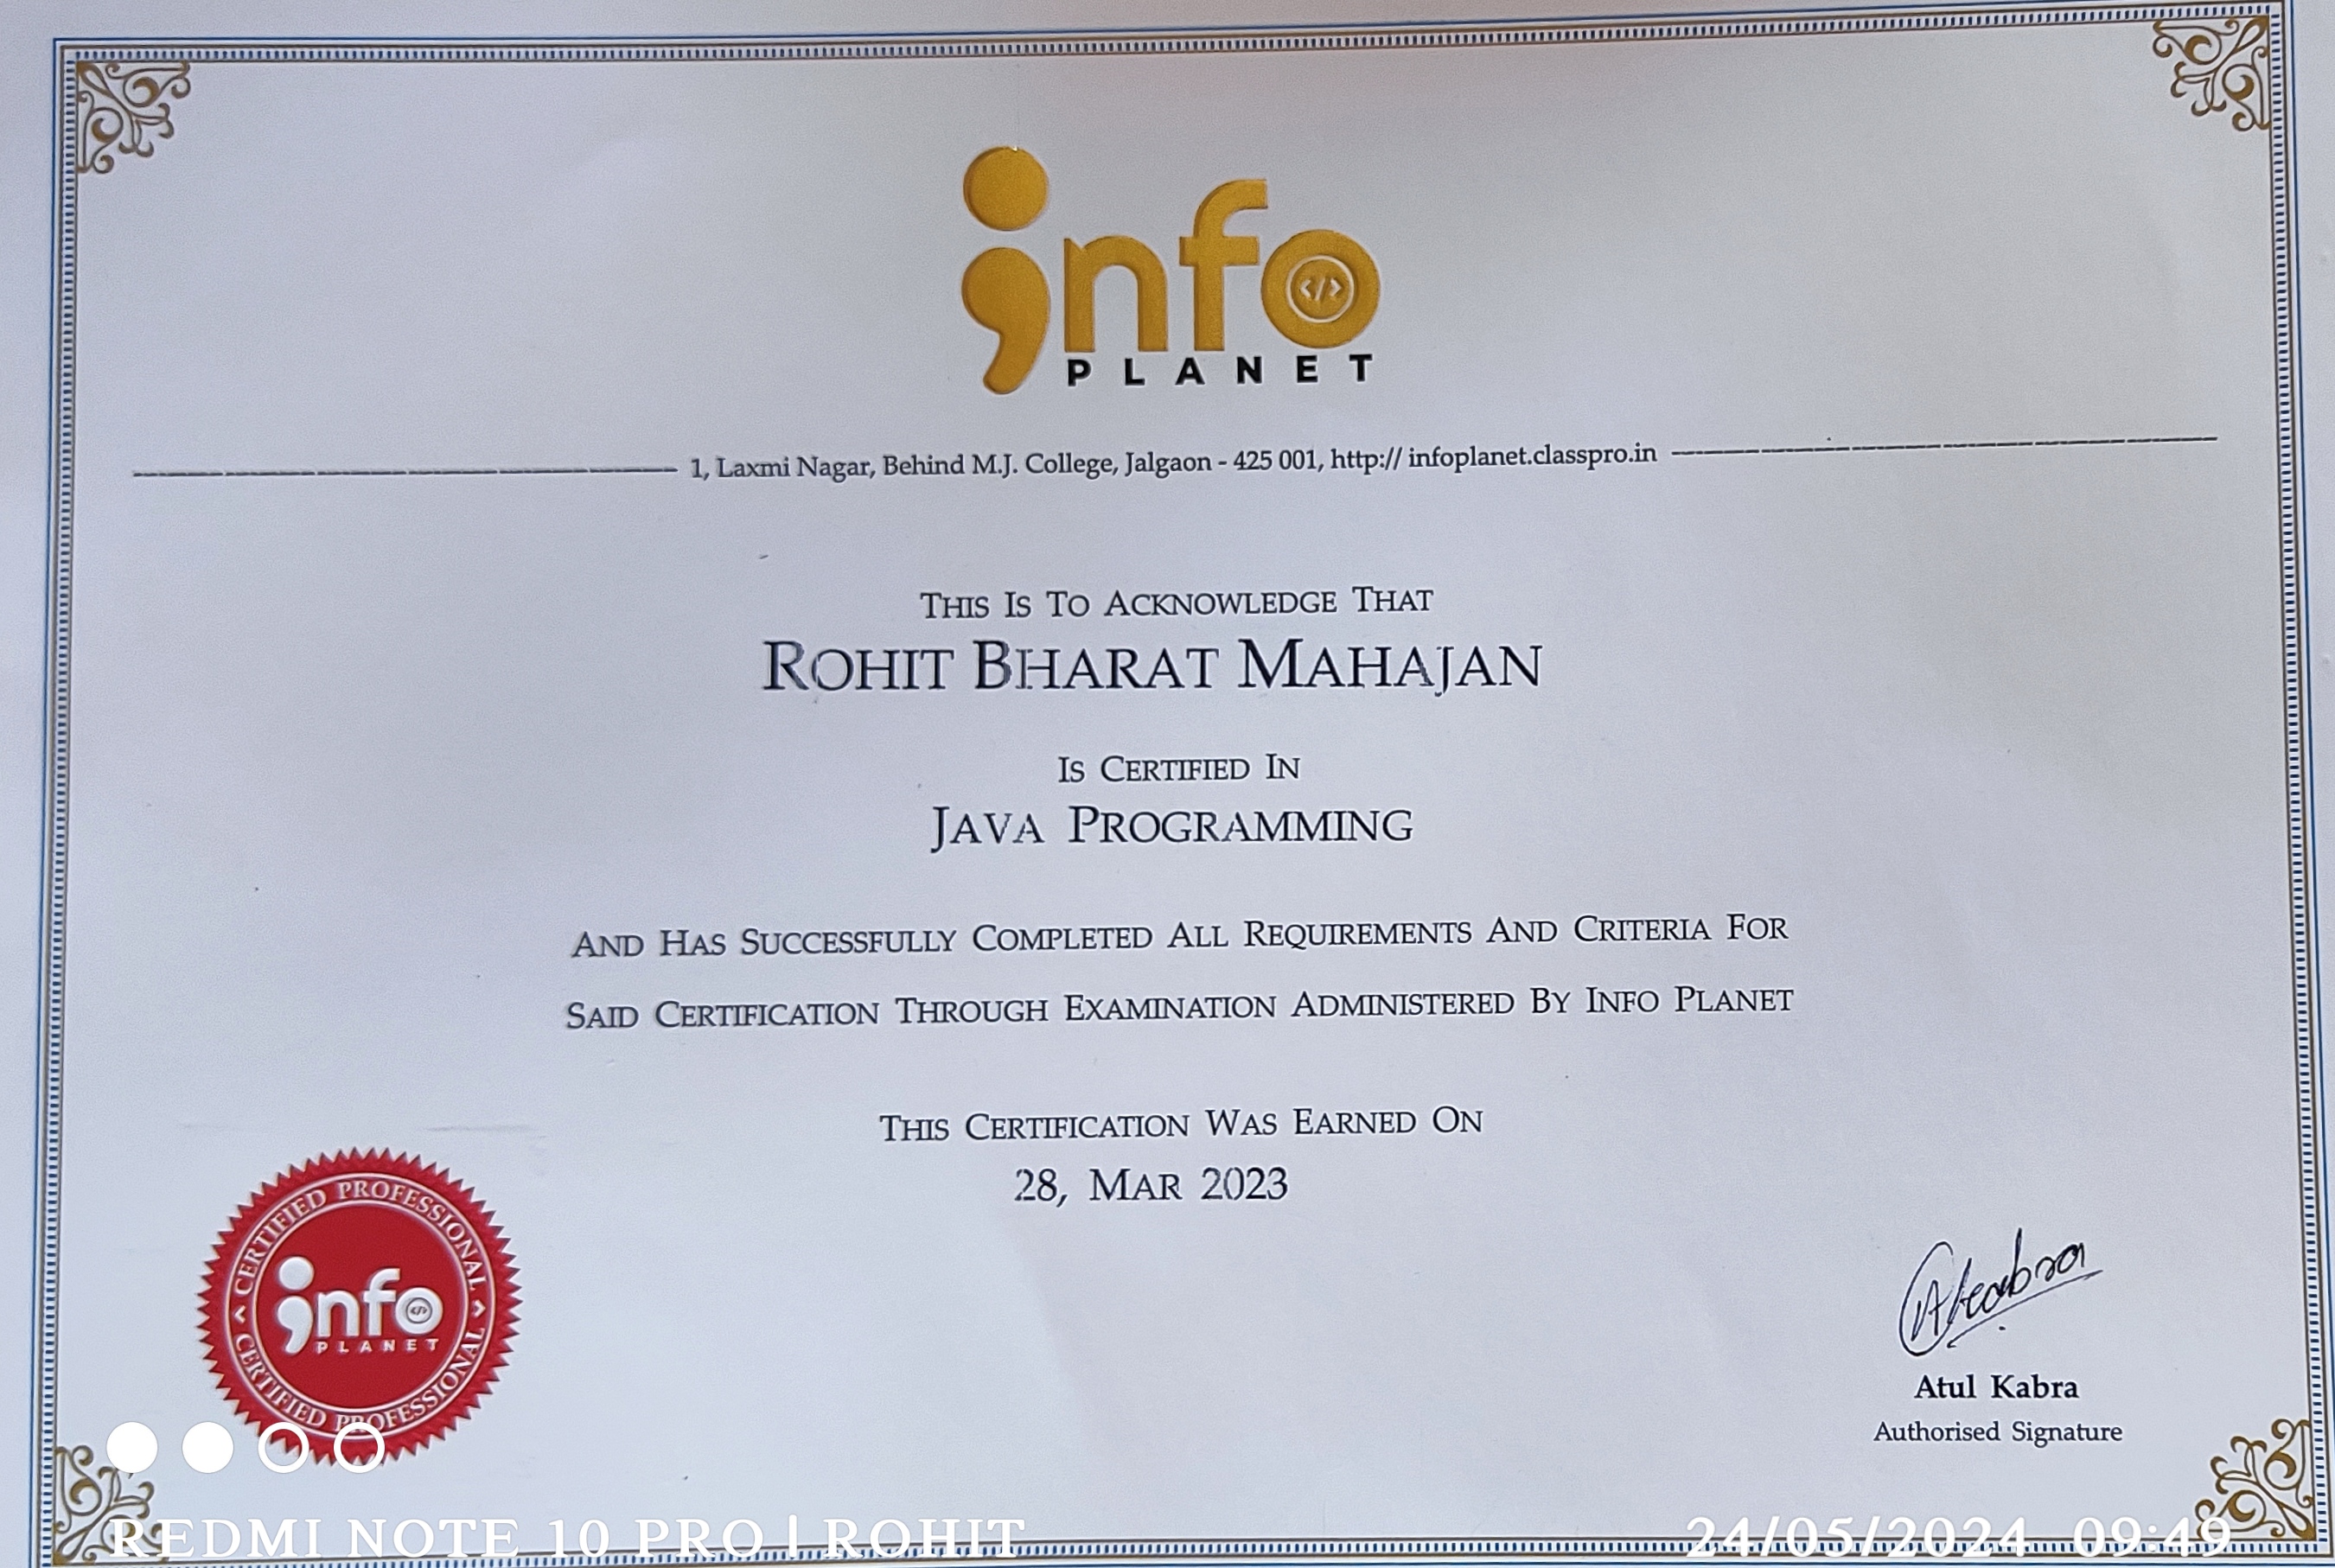 info
PLANET
1, Laxmi Nagar, Behind M.J. College, Jalgaon - 425 001, http:// infoplanet.classpro.in
THIS IS TO ACKNOWLEDGE THAT
ROHIT BHARAT MAHAJAN
IS CERTIFIED IN
JAVA PROGRAMMING
AND HAS SUCCESSFULLY COMPLETED ALL REQUIREMENTS AND CRITERIA FOR
SAID CERTIFICATION THROUGH EXAMINATION ADMINISTERED BY INFO PLANET
THIS CERTIFICATION WAS EARNED ON
28, MAR 2023
CERTIFIED PROFESSIONAL
info
</>
PLANET
CERTIFIED PROFESSIONAL
Akabra
Atul Kabra
Authorised Signature
REDMI NOTE 10 PRO | ROHIT
24/05/2024 09:49